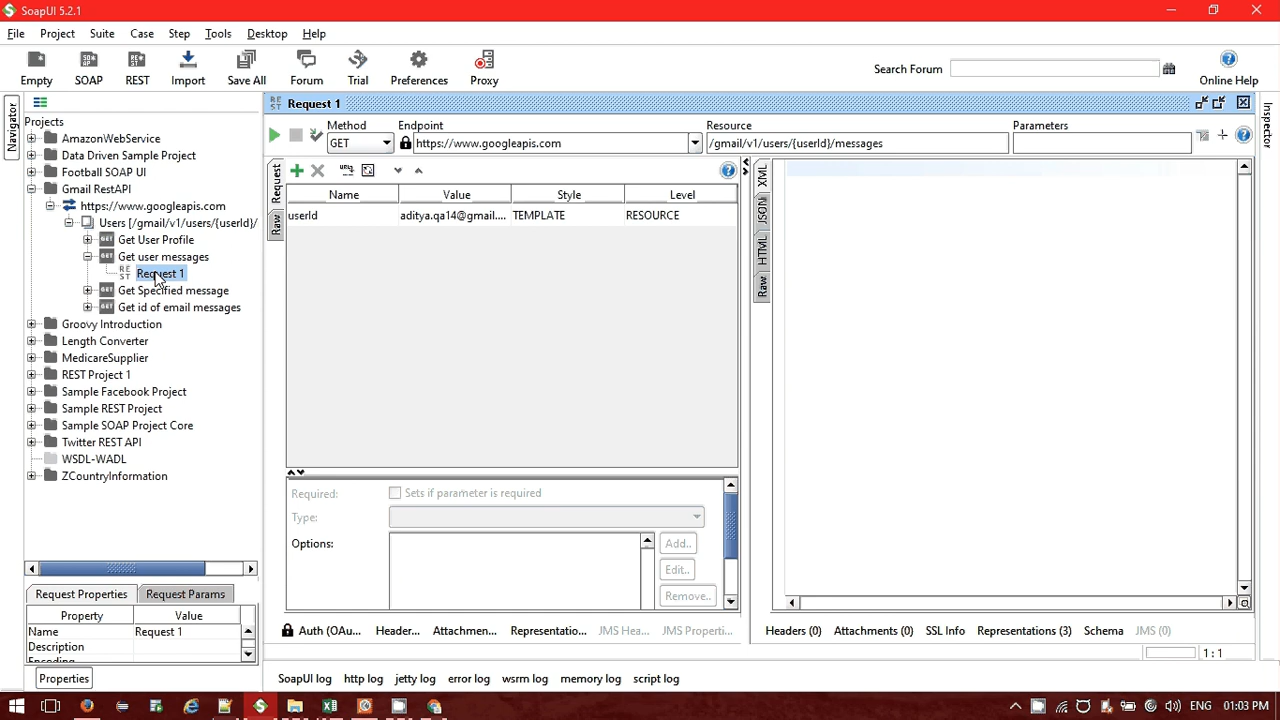 SoapUI 5.2.1
File Project Suite Case Step Tools Desktop Help
Empty SOAP REST Import Save All Forum Trial Preferences Proxy Search Forum Online Help
Navigator
Projects
AmazonWebService
Data Driven Sample Project
Football SOAP UI
Gmail RestAPI
https://www.googleapis.com
Users [/gmail/v1/users/{userId}/
GET Get User Profile
GET Get user messages
REST Request 1
GET Get Specified message
GET Get id of email messages
Groovy Introduction
Length Converter
MedicareSupplier
REST Project 1
Sample Facebook Project
Sample REST Project
Sample SOAP Project Core
Twitter REST API
WSDL-WADL
ZCountryInformation
Request Properties Request Params
Property Value
Name Request 1
Description
Encoding
Properties
REST Request 1
Method Endpoint Resource Parameters
GET https://www.googleapis.com /gmail/v1/users/{userId}/messages
Request
Raw
Name Value Style Level
userId aditya.qa14@gmail.... TEMPLATE RESOURCE
Required: Sets if parameter is required
Type:
Options: Add..
Edit..
Remove..
Auth (OAu... Header... Attachmen... Representatio... JMS Hea... JMS Properti...
XML
JSON
HTML
Raw
Headers (0) Attachments (0) SSL Info Representations (3) Schema JMS (0)
1 : 1
Inspector
SoapUI log http log jetty log error log wsrm log memory log script log
ENG 01:03 PM